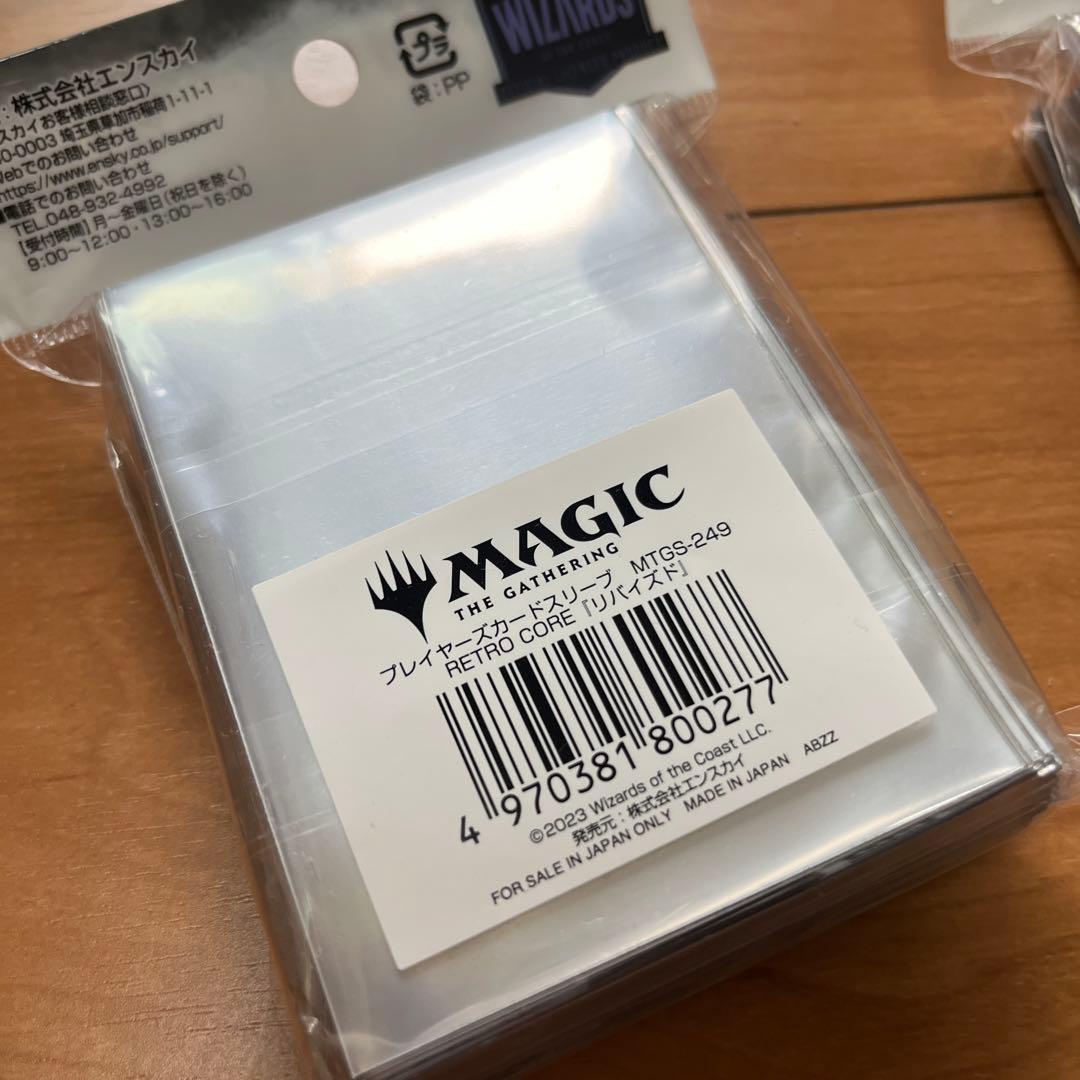 ：株式会社エンスカイ
スカイお客様相談窓口〉
0-0003 埼玉県草加市稲荷1-11-1
Webでのお問い合わせ
https://www.ensky.co.jp/support/
電話でのお問い合わせ
TEL.048-932-4992
【受付時間】月〜金曜日(祝日を除く)
9:00〜12:00・13:00〜16:00
プラ
袋：PP
WIZARDS
MAGIC
THE GATHERING
プレイヤーズカードスリーブ MTGS-249
RETRO CORE『リバイズド』
4 970381 800277
©2023 Wizards of the Coast LLC.
発売元：株式会社エンスカイ
FOR SALE IN JAPAN ONLY MADE IN JAPAN ABZZ